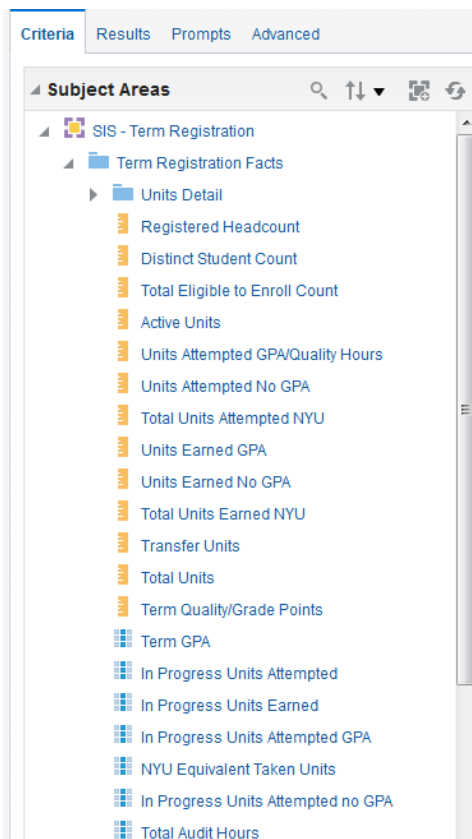 Criteria Results Prompts Advanced
Subject Areas
SIS - Term Registration
Term Registration Facts
Units Detail
Registered Headcount
Distinct Student Count
Total Eligible to Enroll Count
Active Units
Units Attempted GPA/Quality Hours
Units Attempted No GPA
Total Units Attempted NYU
Units Earned GPA
Units Earned No GPA
Total Units Earned NYU
Transfer Units
Total Units
Term Quality/Grade Points
Term GPA
In Progress Units Attempted
In Progress Units Earned
In Progress Units Attempted GPA
NYU Equivalent Taken Units
In Progress Units Attempted no GPA
Total Audit Hours